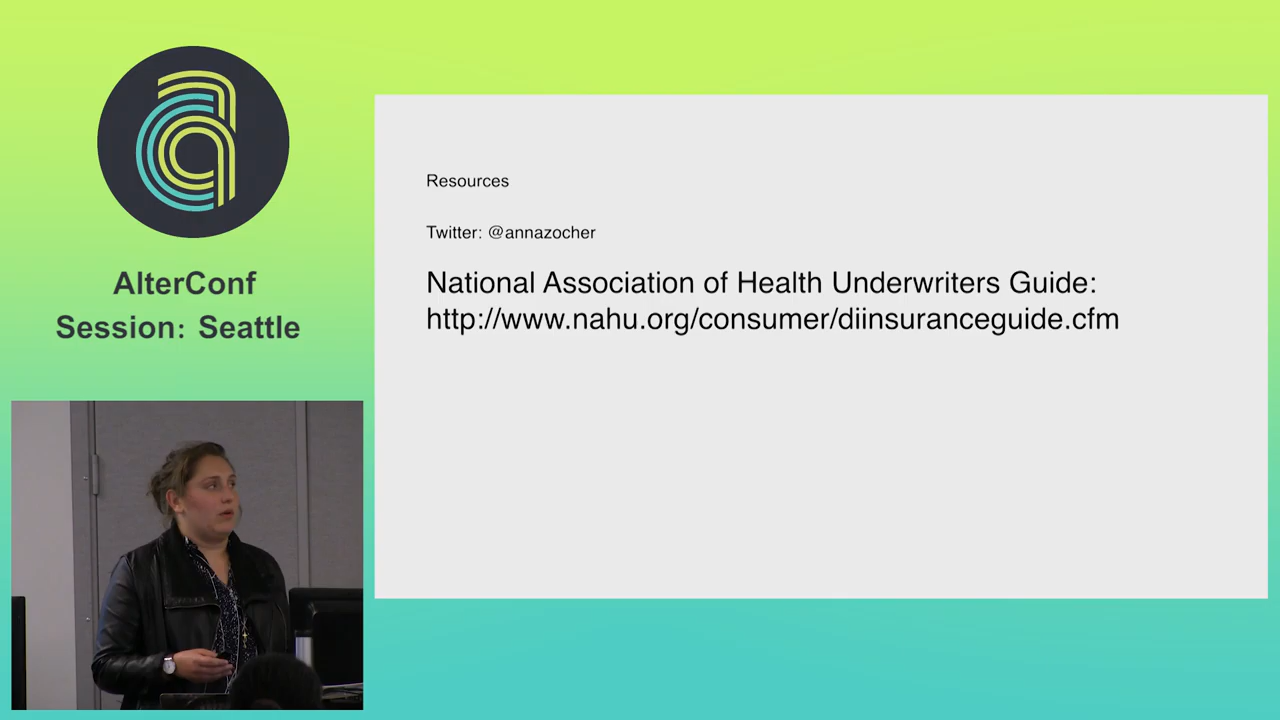 AlterConf
Session: Seattle
Resources
Twitter: @annazocher
National Association of Health Underwriters Guide:
http://www.nahu.org/consumer/diinsuranceguide.cfm